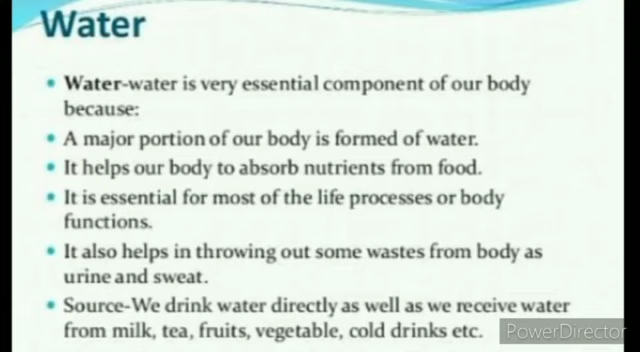 Water
• Water-water is very essential component of our body
because:
• A major portion of our body is formed of water.
• It helps our body to absorb nutrients from food.
• It is essential for most of the life processes or body
functions.
• It also helps in throwing out some wastes from body as
urine and sweat.
• Source-We drink water directly as well as we receive water
from milk, tea, fruits, vegetable, cold drinks etc.
PowerDirector